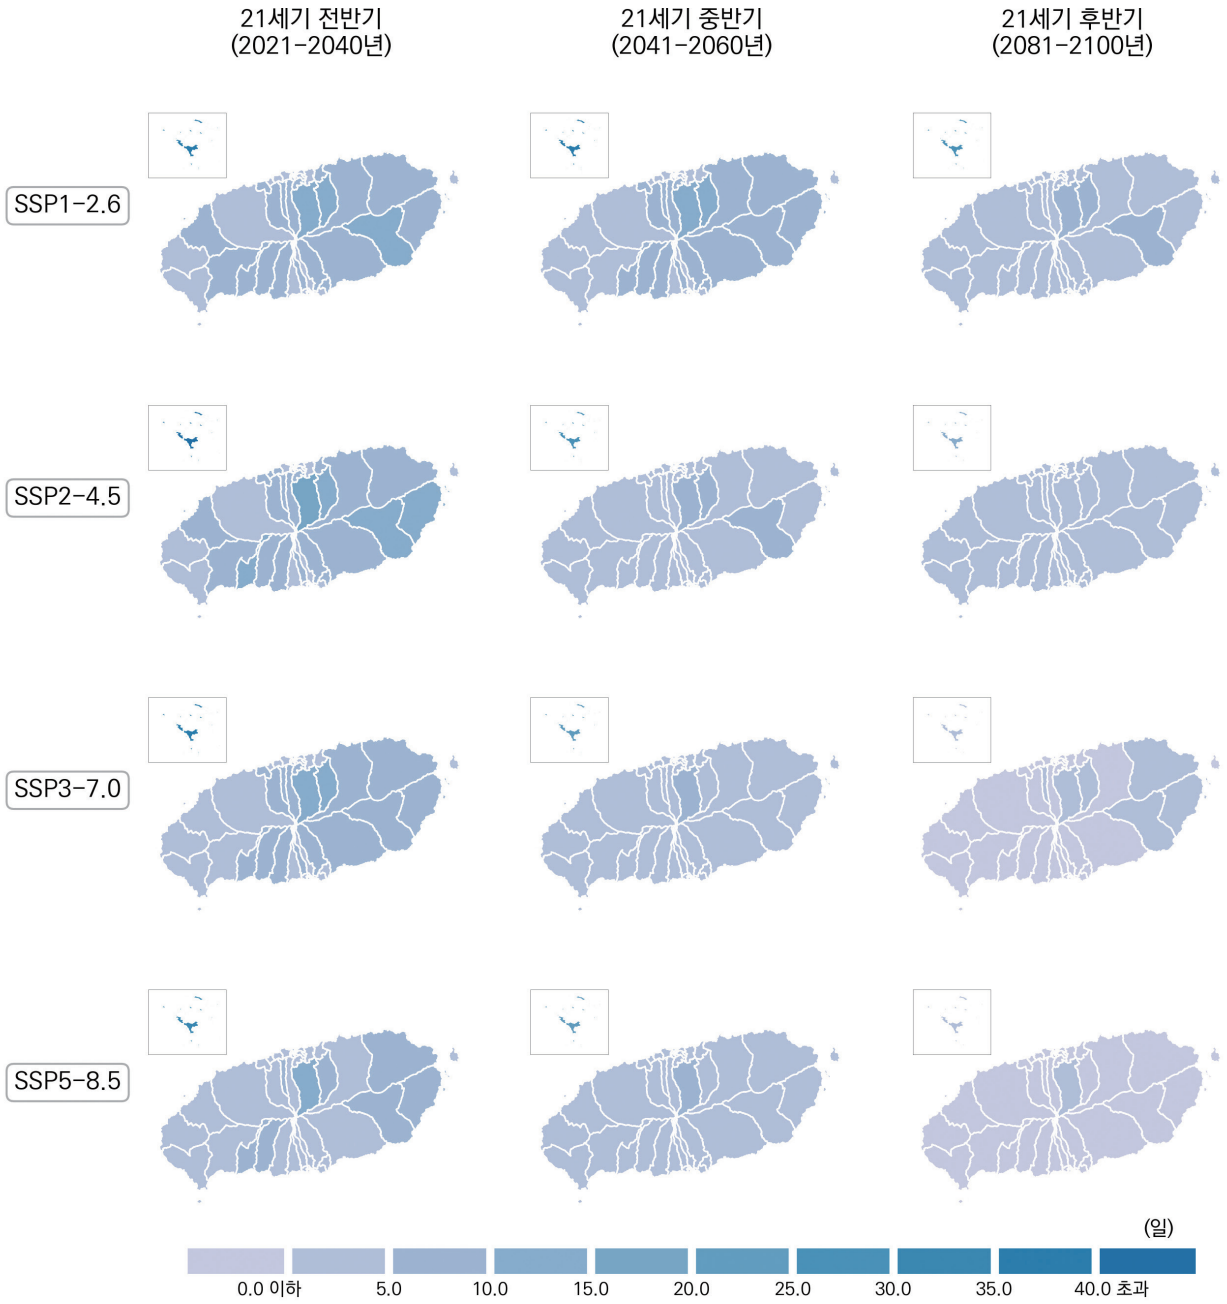 21세기 전반기
(2021-2040년)
21세기 중반기
(2041-2060년)
21세기 후반기
(2081-2100년)
SSP1-2.6
SSP2-4.5
SSP3-7.0
SSP5-8.5
(일)
0.0 이하 5.0 10.0 15.0 20.0 25.0 30.0 35.0 40.0 초과